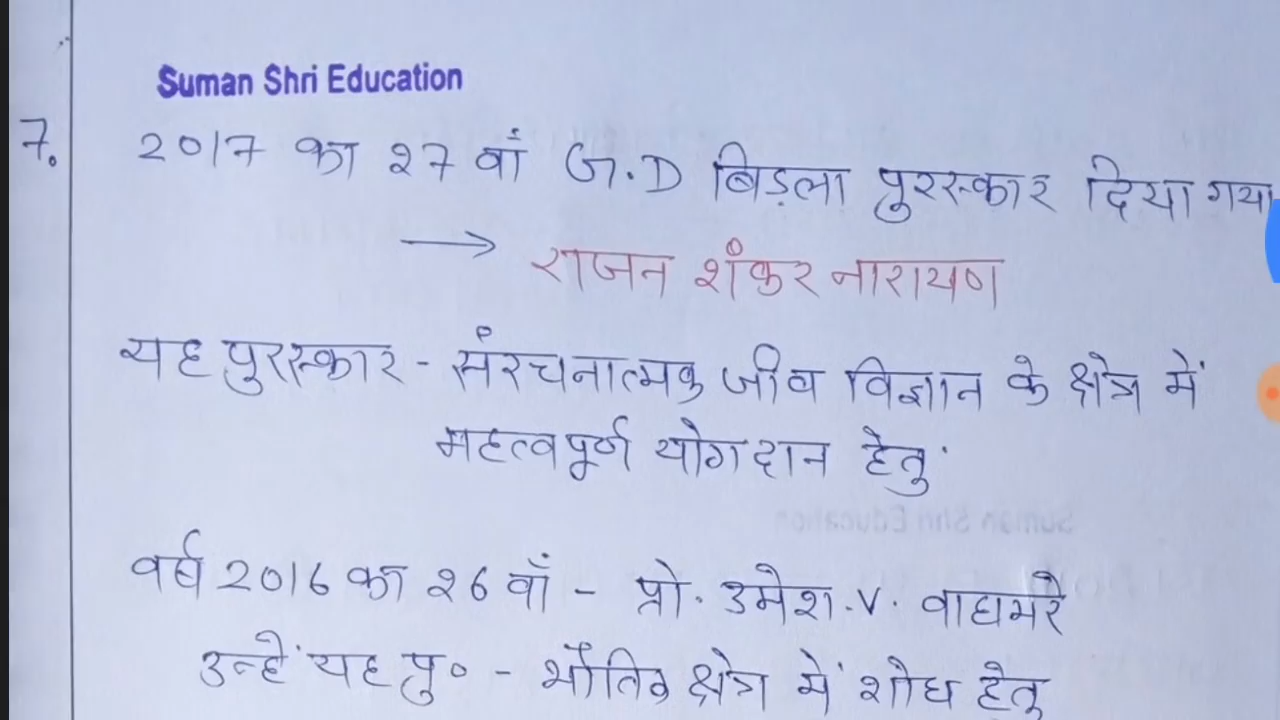 Suman Shri Education
7. 2017 का 27 वां G.D बिड़ला पुरस्कार दिया गया
→ राजन शंकर नारायण
यह पुरस्कार - संरचनात्मक जीव विज्ञान के क्षेत्र में
महत्वपूर्ण योगदान हेतु
वर्ष 2016 का 26 वाँ - प्रो. उमेश.V. वाघमरे
उन्हें यह पु० - भौतिक क्षेत्र में शोध हेतु